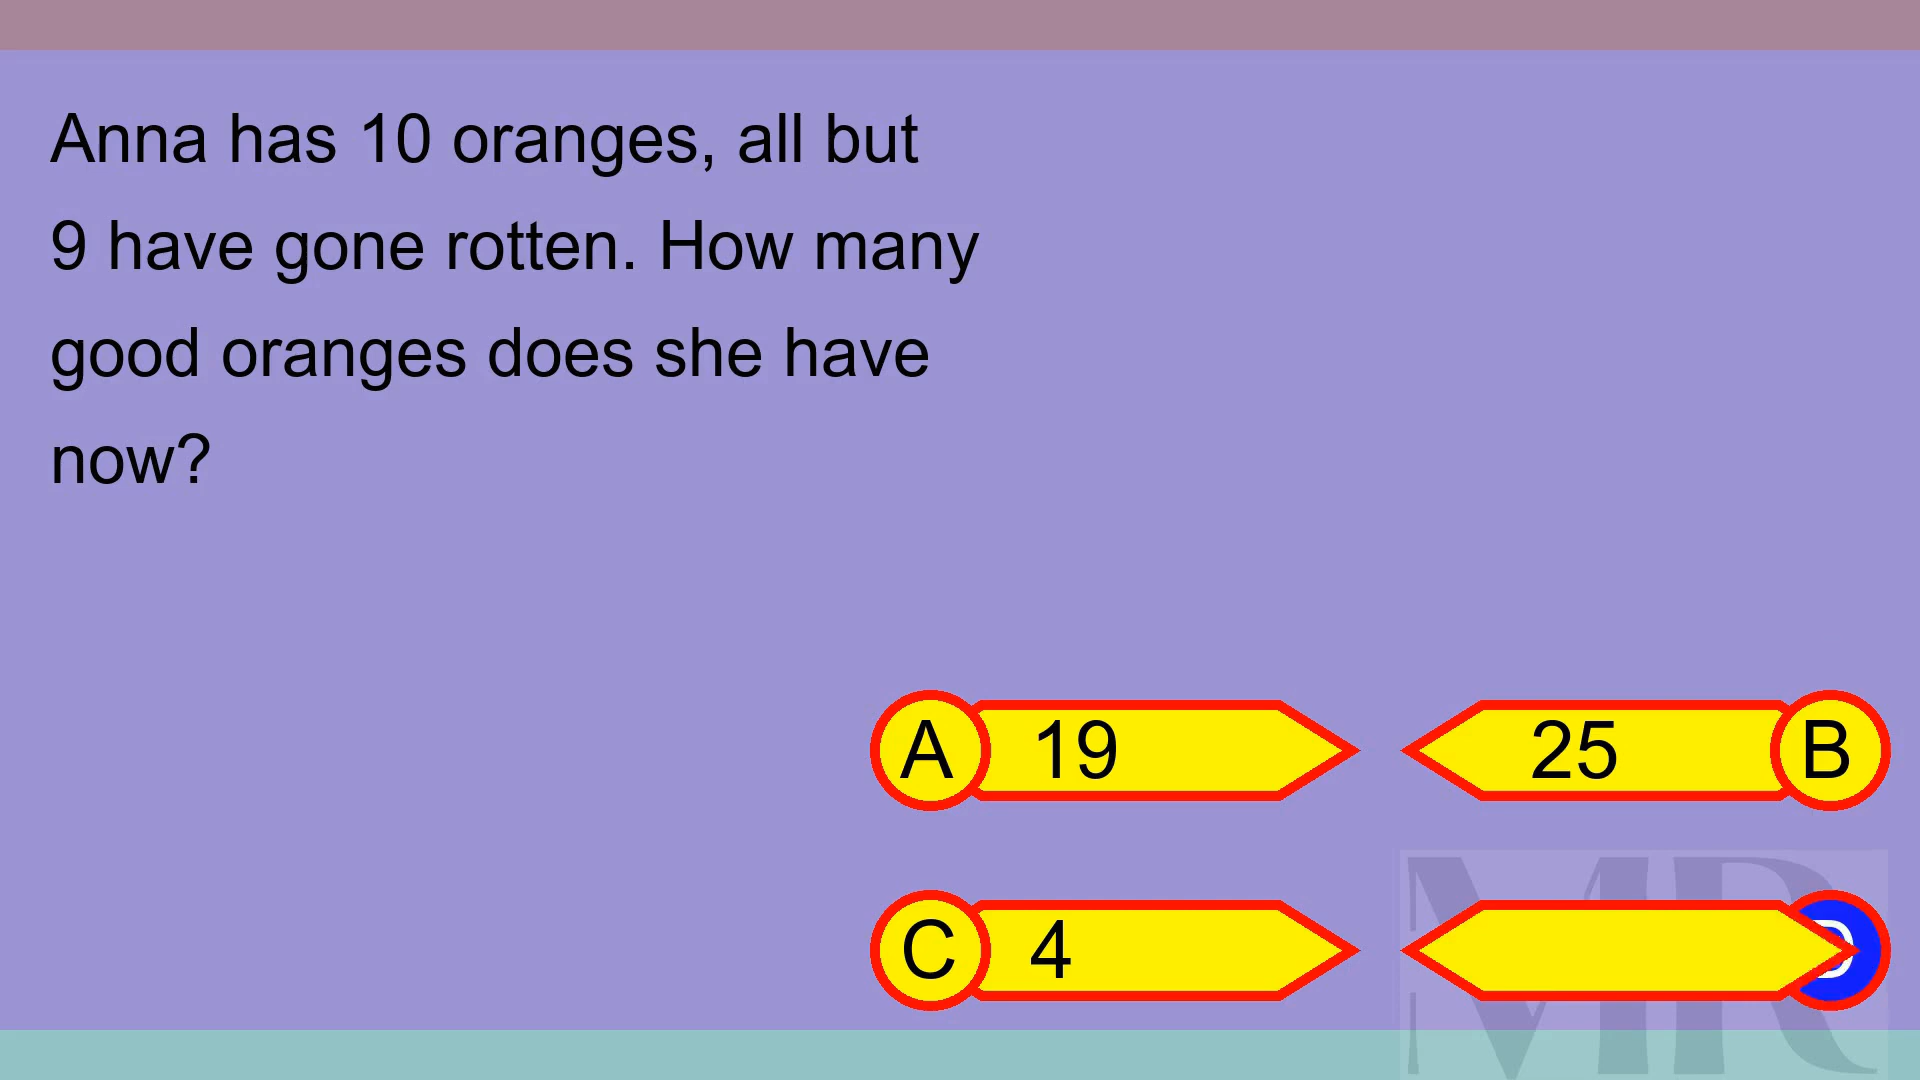 Anna has 10 oranges, all but
9 have gone rotten. How many
good oranges does she have
now?
A 19
25 B
C 4
D
MR